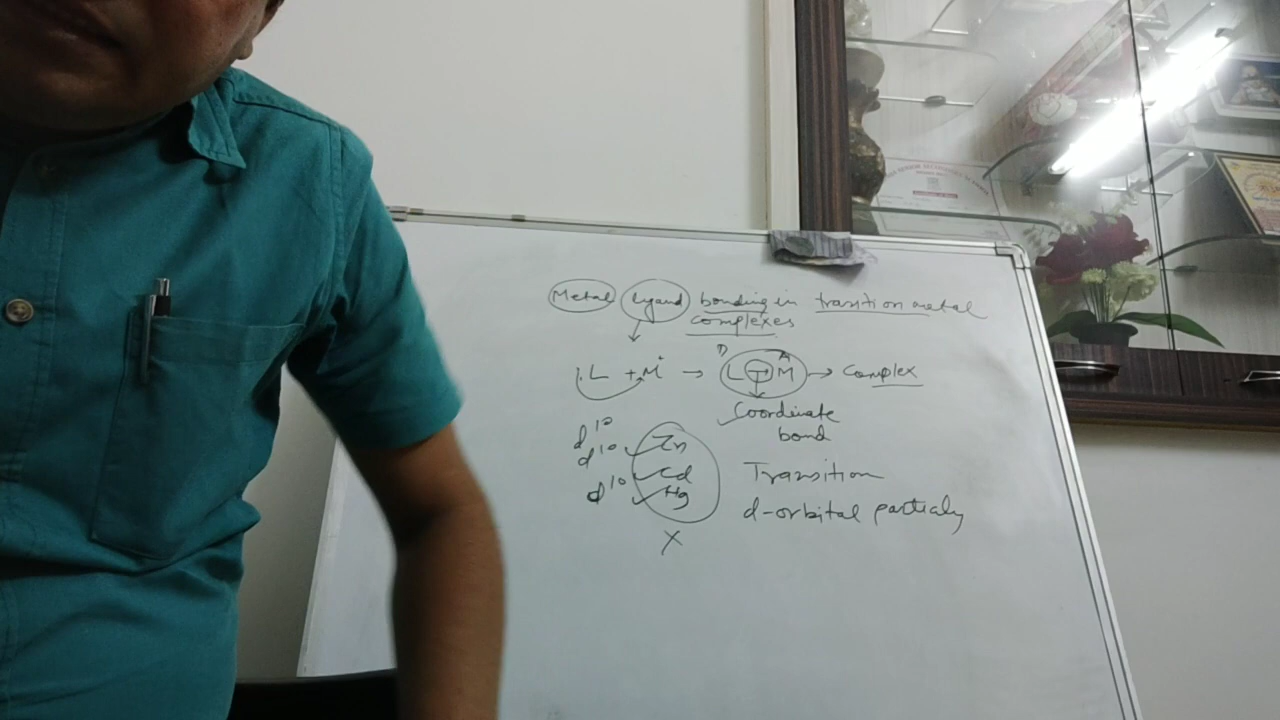 Metal ligand bonding in transition metal
complexes
:L + M → L → M → Complex
D A
Coordinate
bond
d¹⁰
d¹⁰ Zn
d¹⁰ Cd
Hg
Transition
d-orbital partialy
X